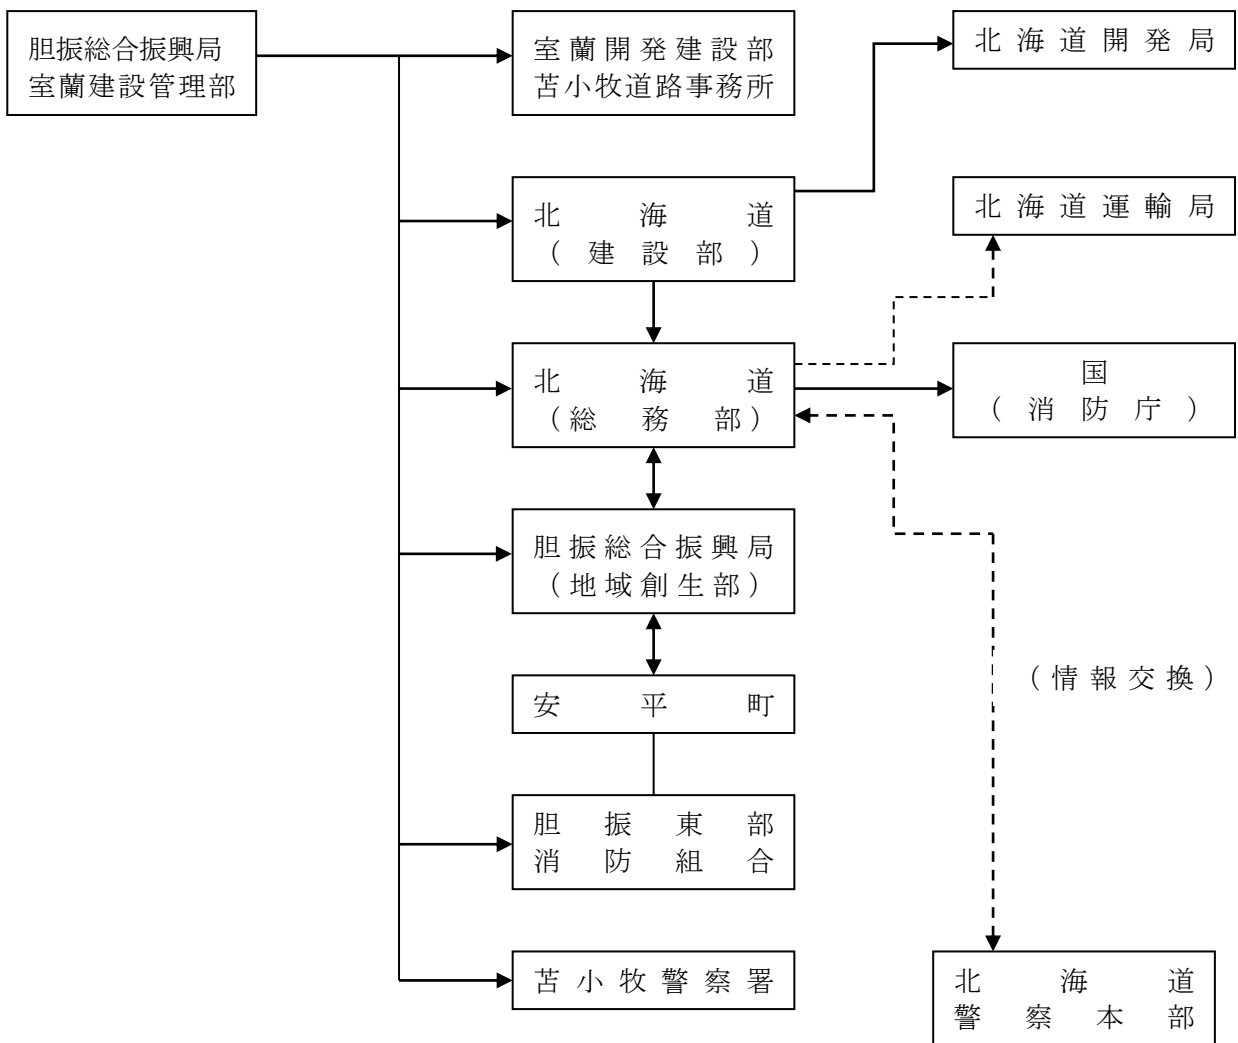 胆振総合振興局
室蘭建設管理部
室蘭開発建設部
苫小牧道路事務所
北海道開発局
北海道
（建設部）
北海道運輸局
北海道
（総務部）
国
（消防庁）
胆振総合振興局
（地域創生部）
安平町
（情報交換）
胆振東部
消防組合
苫小牧警察署
北海道
警察本部